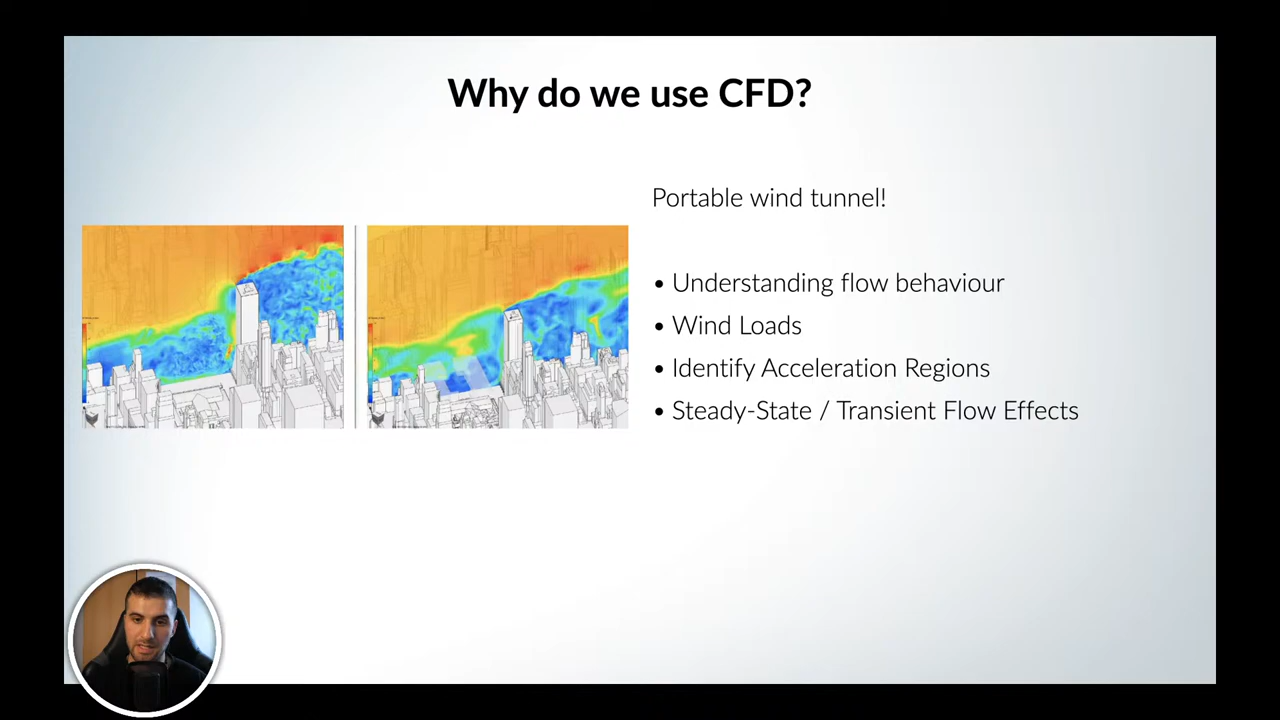 Why do we use CFD?
Portable wind tunnel!
• Understanding flow behaviour
• Wind Loads
• Identify Acceleration Regions
• Steady-State / Transient Flow Effects